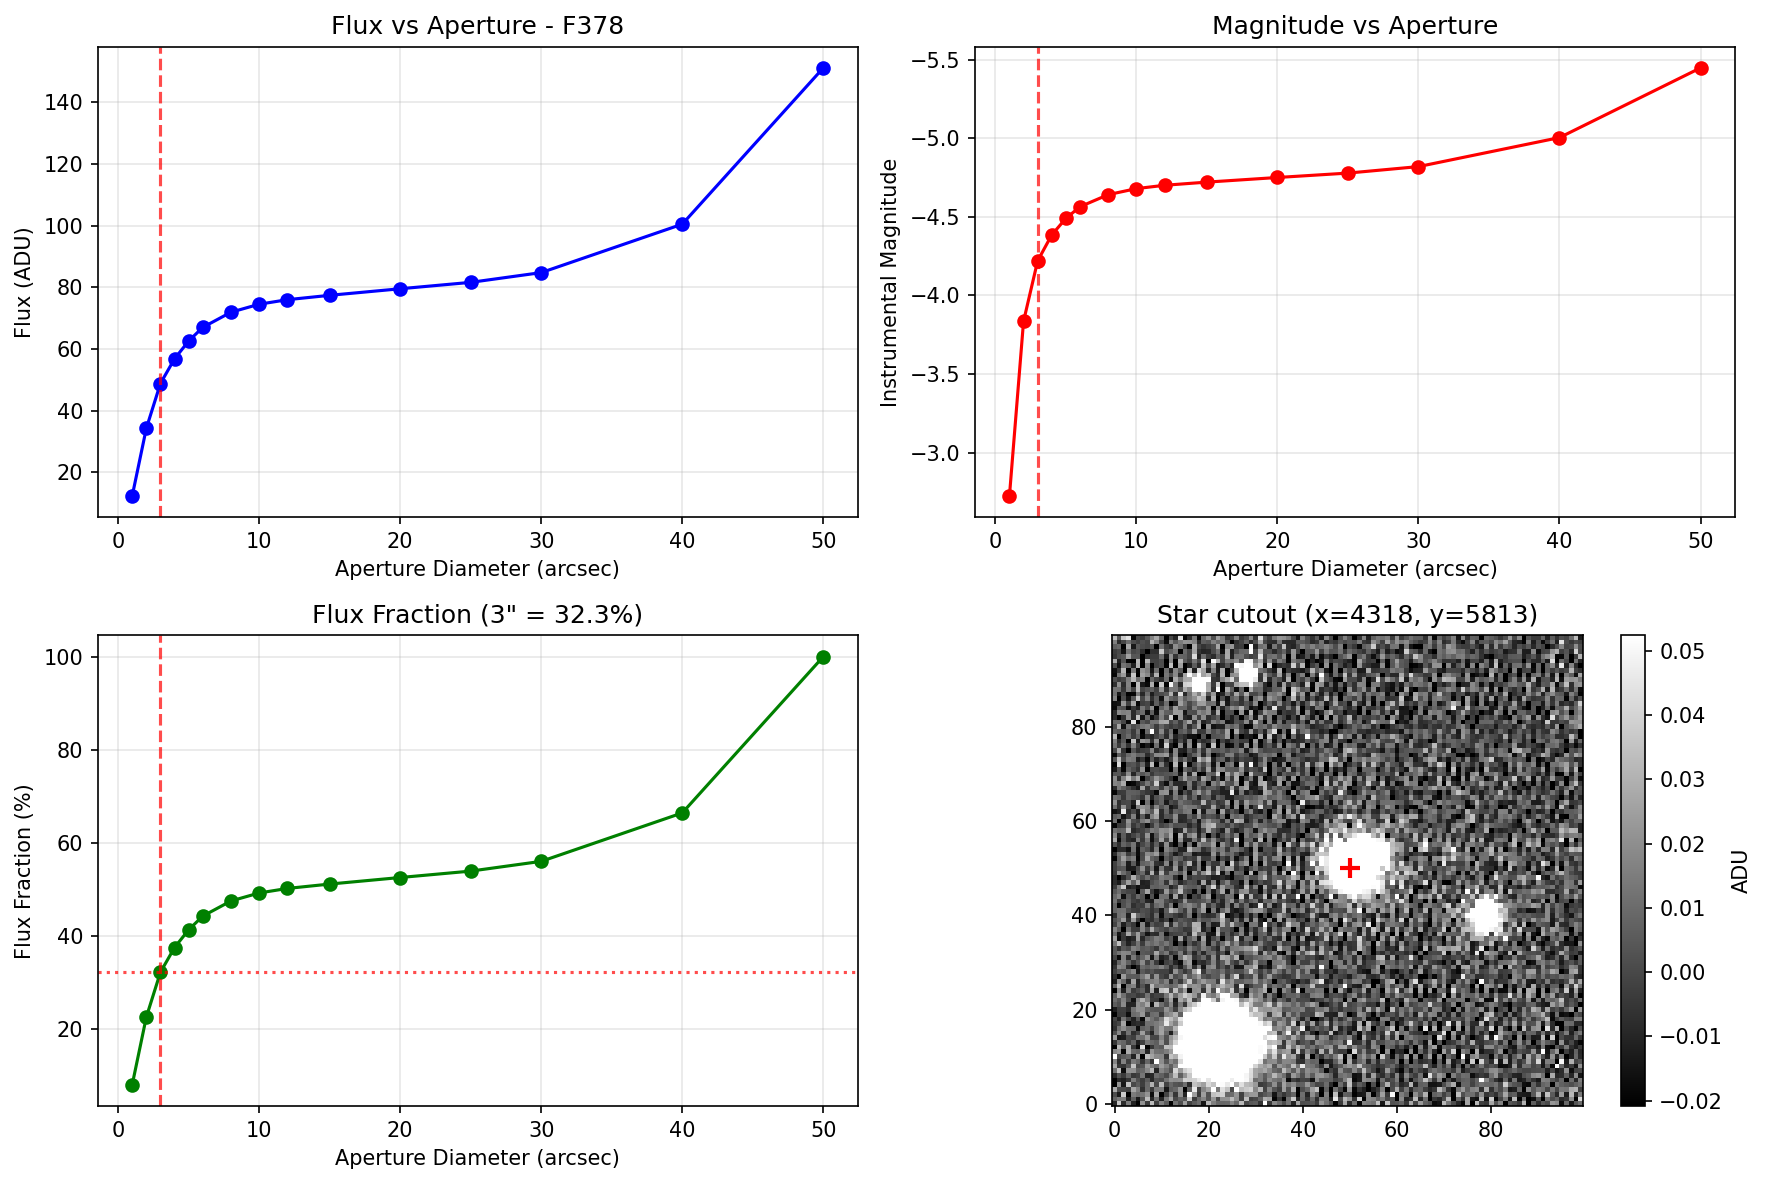 Flux vs Aperture - F378
Flux (ADU)
140
120
100
80
60
40
20
0 10 20 30 40 50
Aperture Diameter (arcsec)
Magnitude vs Aperture
Instrumental Magnitude
−5.5
−5.0
−4.5
−4.0
−3.5
−3.0
0 10 20 30 40 50
Aperture Diameter (arcsec)
Flux Fraction (3" = 32.3%)
Flux Fraction (%)
100
80
60
40
20
0 10 20 30 40 50
Aperture Diameter (arcsec)
Star cutout (x=4318, y=5813)
80
60
40
20
0
0 20 40 60 80
0.05
0.04
0.03
0.02
0.01
0.00
−0.01
−0.02
ADU